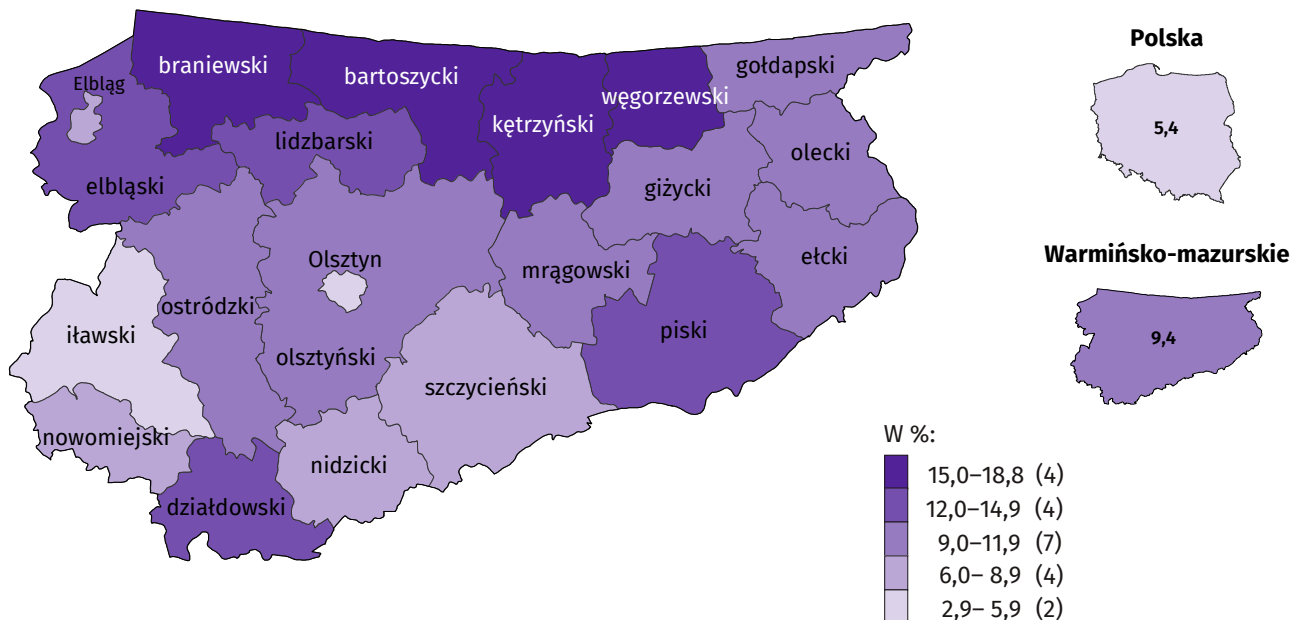 Polska
5,4
Warmińsko-mazurskie
9,4
braniewski
bartoszycki
gołdapski
Elbląg
węgorzewski
kętrzyński
lidzbarski
olecki
elbląski
giżycki
Olsztyn
mrągowski
ełcki
ostródzki
iławski
piski
olsztyński
szczycieński
nowomiejski
nidzicki
działdowski
W %:
15,0–18,8 (4)
12,0–14,9 (4)
9,0–11,9 (7)
6,0– 8,9 (4)
2,9– 5,9 (2)